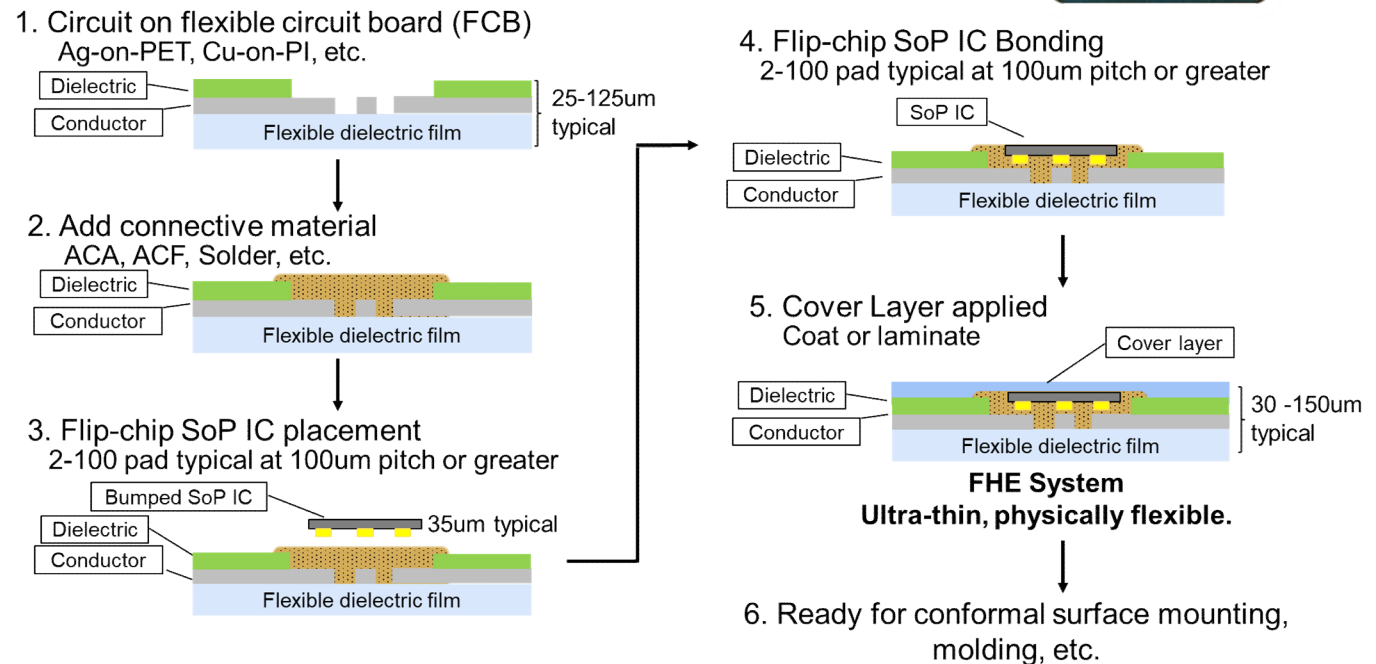 1. Circuit on flexible circuit board (FCB)
Ag-on-PET, Cu-on-PI, etc.
Dielectric
Conductor
Flexible dielectric film
25-125um
typical
2. Add connective material
ACA, ACF, Solder, etc.
Dielectric
Conductor
Flexible dielectric film
3. Flip-chip SoP IC placement
2-100 pad typical at 100um pitch or greater
Bumped SoP IC
35um typical
Dielectric
Conductor
Flexible dielectric film
4. Flip-chip SoP IC Bonding
2-100 pad typical at 100um pitch or greater
SoP IC
Dielectric
Conductor
Flexible dielectric film
5. Cover Layer applied
Coat or laminate
Cover layer
Dielectric
Conductor
Flexible dielectric film
30 -150um
typical
FHE System
Ultra-thin, physically flexible.
6. Ready for conformal surface mounting,
molding, etc.